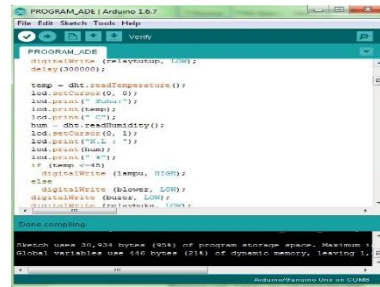 PROGRAM_ADE | Arduino 1.6.7
File Edit Sketch Tools Help
Verify
PROGRAM_ADE
digitalWrite (relaytutup, LOW);
delay(300000);
temp = dht.readTemperature();
lcd.setCursor(0, 0);
lcd.print(" Suhu:");
lcd.print(temp);
lcd.print(" C");
hum = dht.readHumidity();
lcd.setCursor(0, 1);
lcd.print("K.L : ");
lcd.print(hum);
lcd.print(" %");
if (temp <=45)
digitalWrite (lampu, HIGH);
else
digitalWrite (blower, LOW);
digitalWrite (buzer, LOW);
digitalWrite (relaybuka, LOW);
Done compiling.
Sketch uses 30,934 bytes (95%) of program storage space. Maximum
Global variables use 446 bytes (21%) of dynamic memory, leaving 1,
Arduino/Genuino Uno on COM8